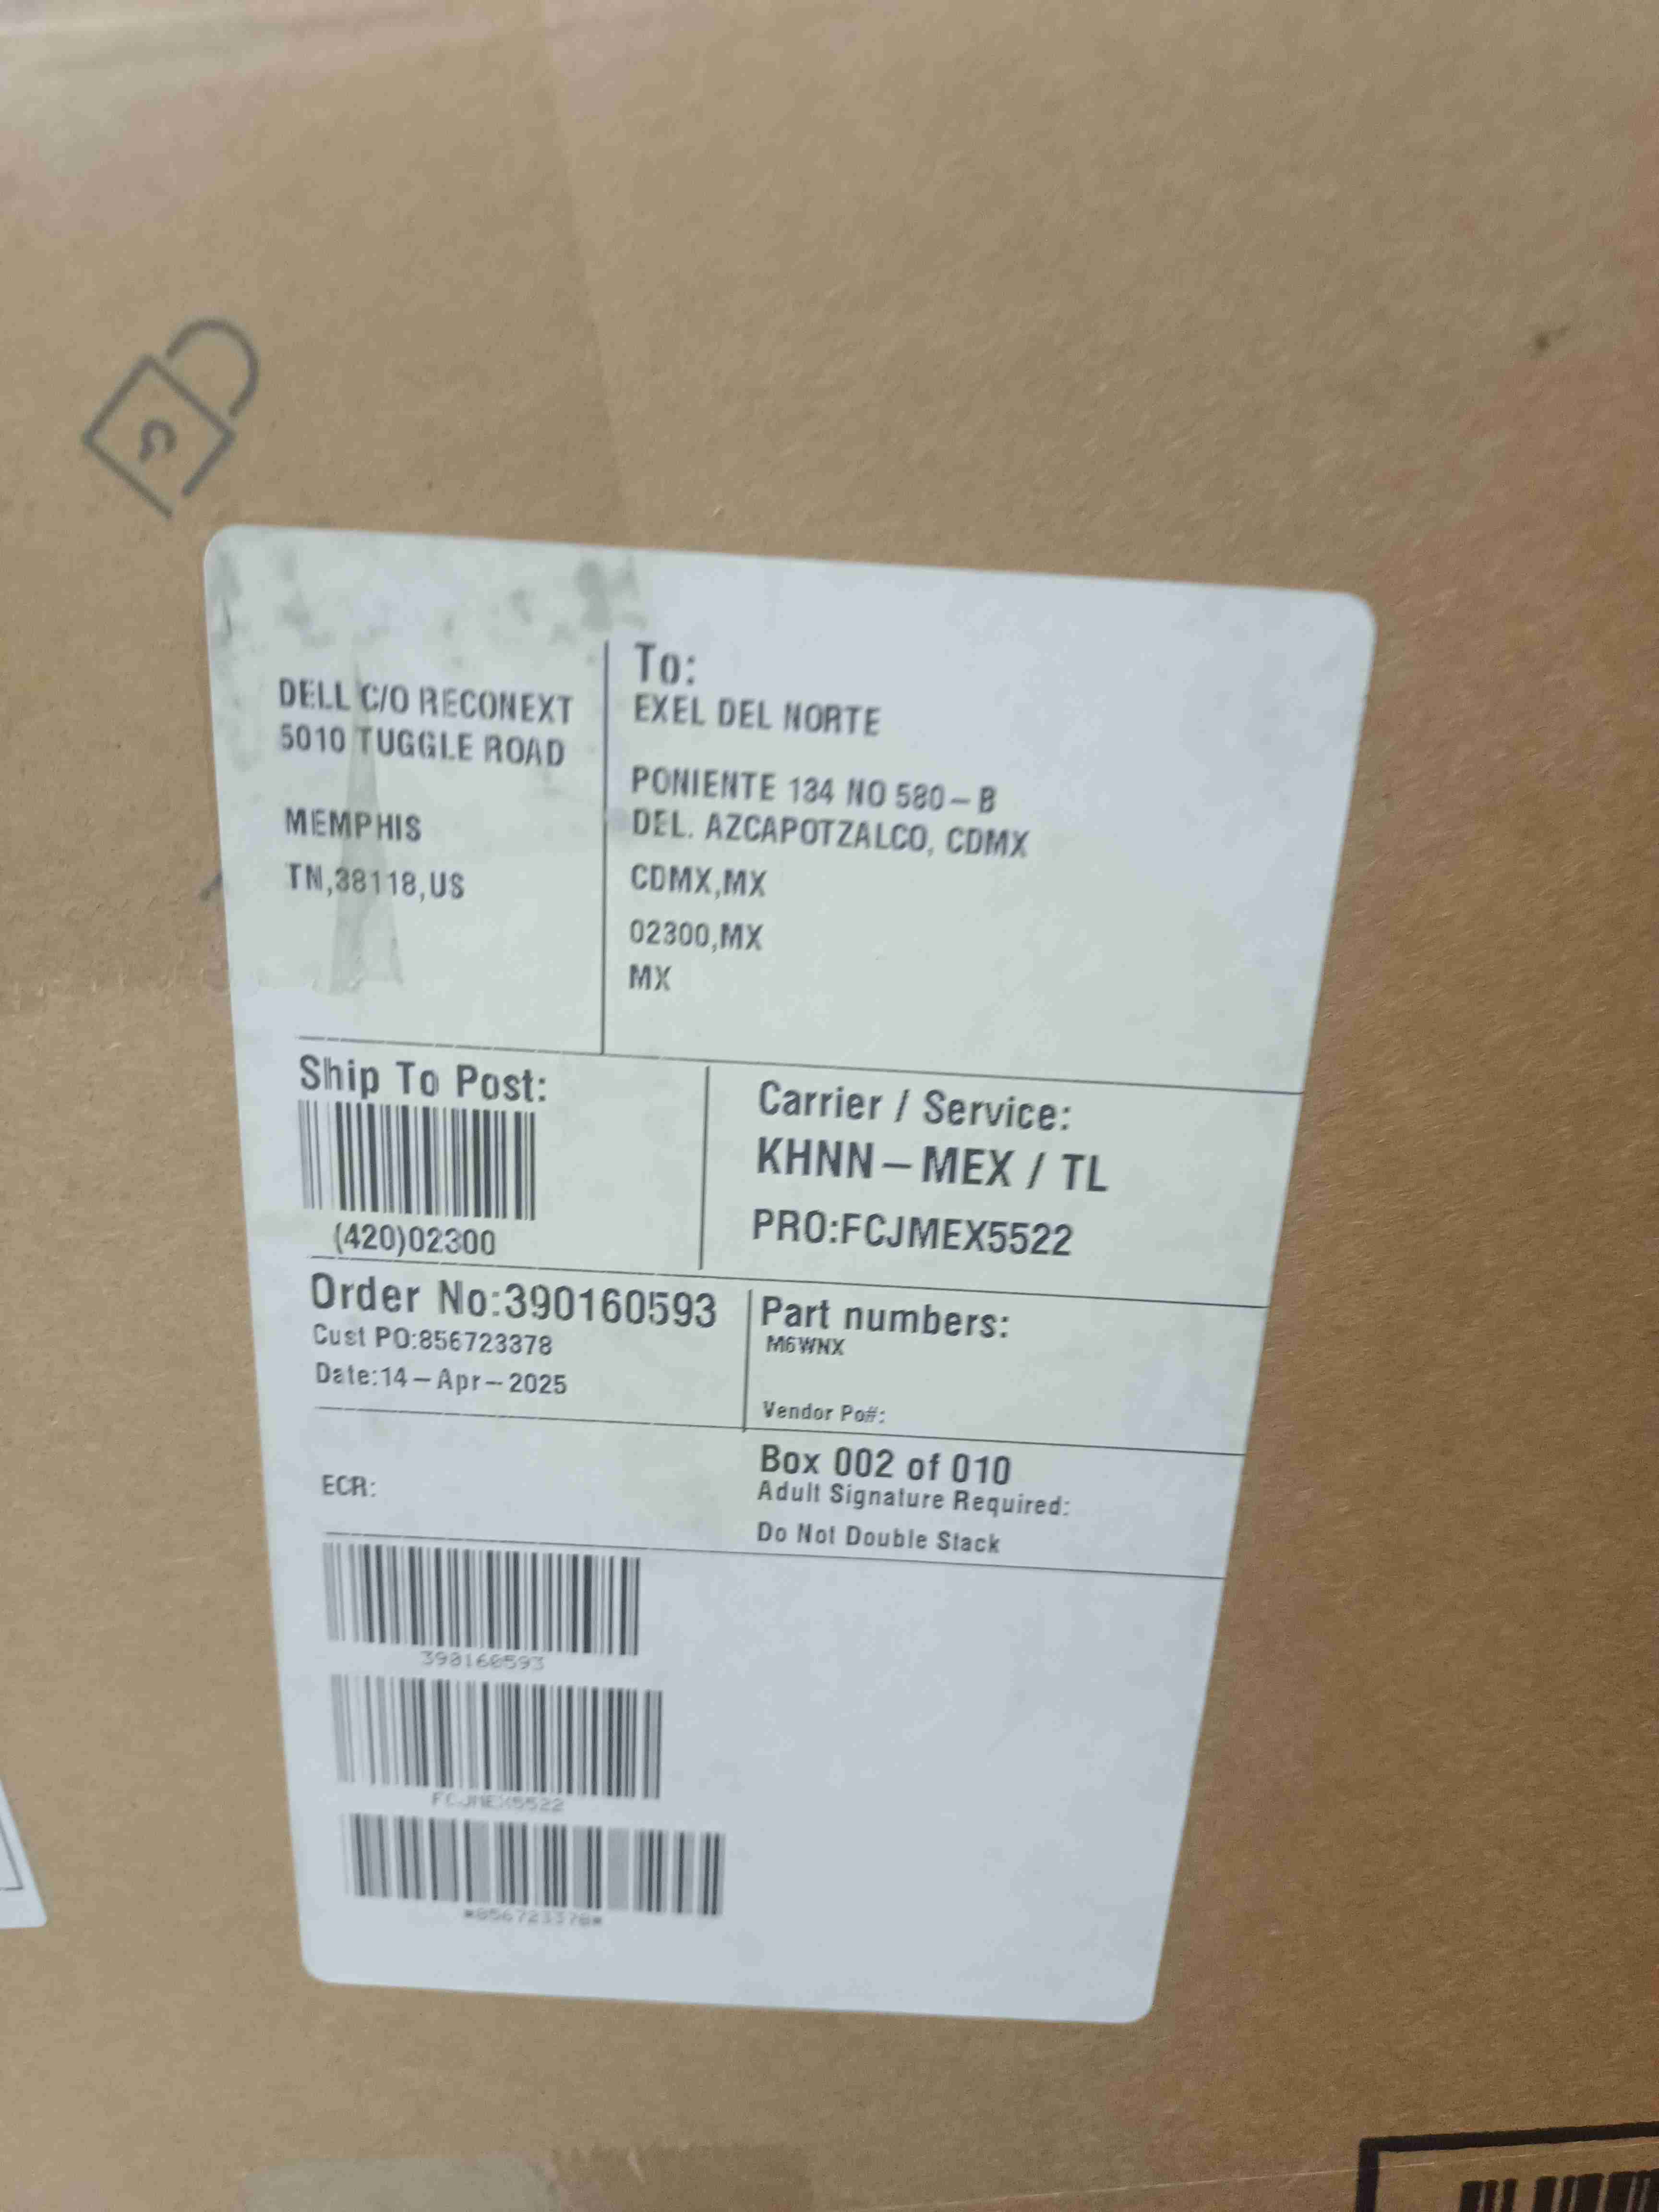 DELL C/O RECONEXT
5010 TUGGLE ROAD
MEMPHIS
TN,38118,US
To:
EXEL DEL NORTE
PONIENTE 134 NO 580-B
DEL. AZCAPOTZALCO, CDMX
CDMX,MX
02300,MX
MX
Ship To Post:
(420)02300
Carrier / Service:
KHNN-MEX / TL
PRO:FCJMEX5522
Order No:390160593
Cust PO:856723378
Date:14-Apr-2025
Part numbers:
M6WNX
Vendor Po#:
ECR:
Box 002 of 010
Adult Signature Required:
Do Not Double Stack
390160593
FCJMEX5522
*856723378*